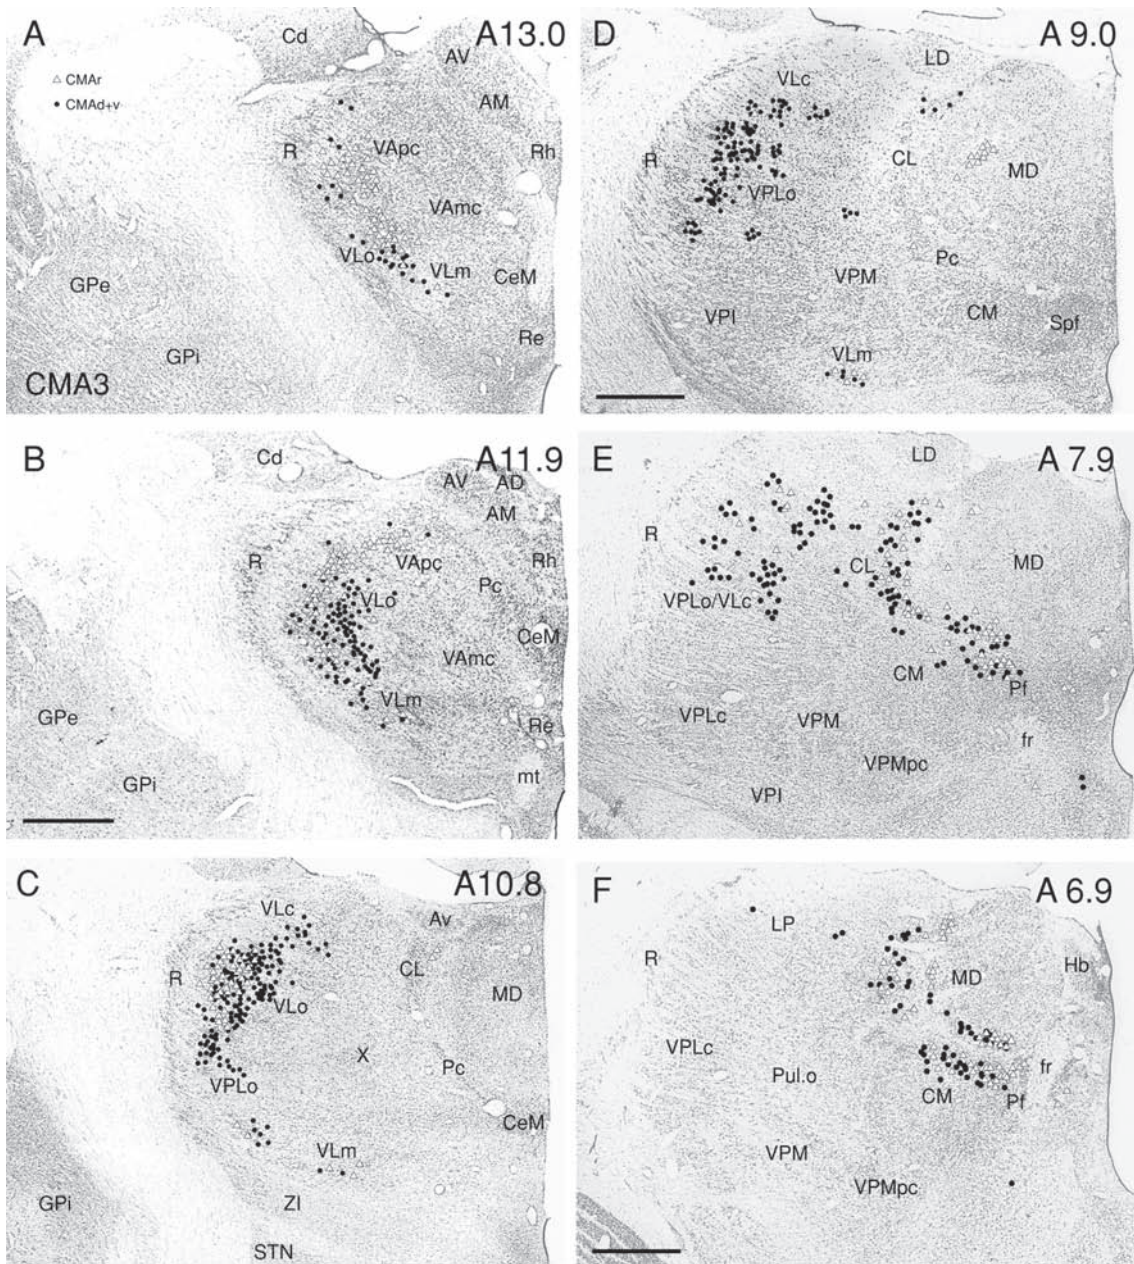 A
A13.0
Cd
AV
CMAr
CMAd+v
AM
R
VApc
Rh
VAmc
VLo
VLm
CeM
GPe
Re
GPi
CMA3
B
A11.9
Cd
AV
AD
AM
R
VApc
Rh
Pc
VLo
CeM
VAmc
VLm
GPe
Re
mt
GPi
C
A10.8
VLc
Av
R
CL
MD
VLo
X
Pc
VPLo
CeM
VLm
GPi
ZI
STN
D
A 9.0
LD
VLc
R
CL
MD
VPLo
Pc
VPM
CM
Spf
VPI
VLm
E
A 7.9
LD
R
CL
MD
VPLo/VLc
CM
Pf
VPLc
VPM
fr
VPMpc
VPI
F
A 6.9
LP
R
MD
Hb
VPLc
Pul.o
fr
CM
Pf
VPM
VPMpc